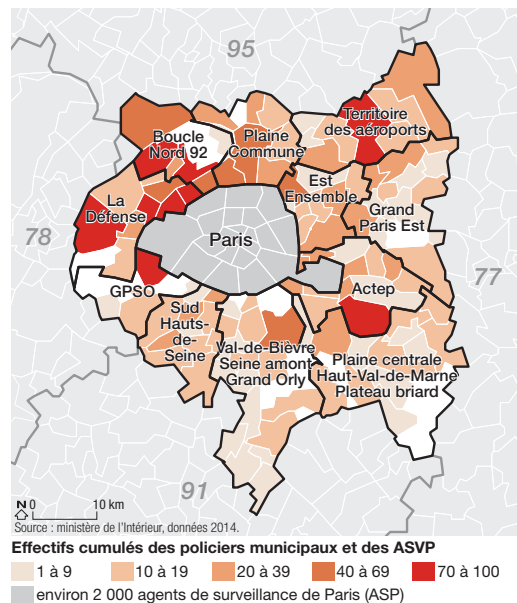 95
Boucle
Nord 92
Plaine
Commune
Territoire
des aéroports
La
Défense
Est
Ensemble
Grand
Paris Est
78
Paris
77
GPSO
Actep
Sud
Hauts-
de-
Seine
Val-de-Bièvre
Seine amont
Grand Orly
Plaine centrale
Haut-Val-de-Marne
Plateau briard
91
N 0 10 km
Source : ministère de l'Intérieur, données 2014.
Effectifs cumulés des policiers municipaux et des ASVP
1 à 9 10 à 19 20 à 39 40 à 69 70 à 100
environ 2 000 agents de surveillance de Paris (ASP)